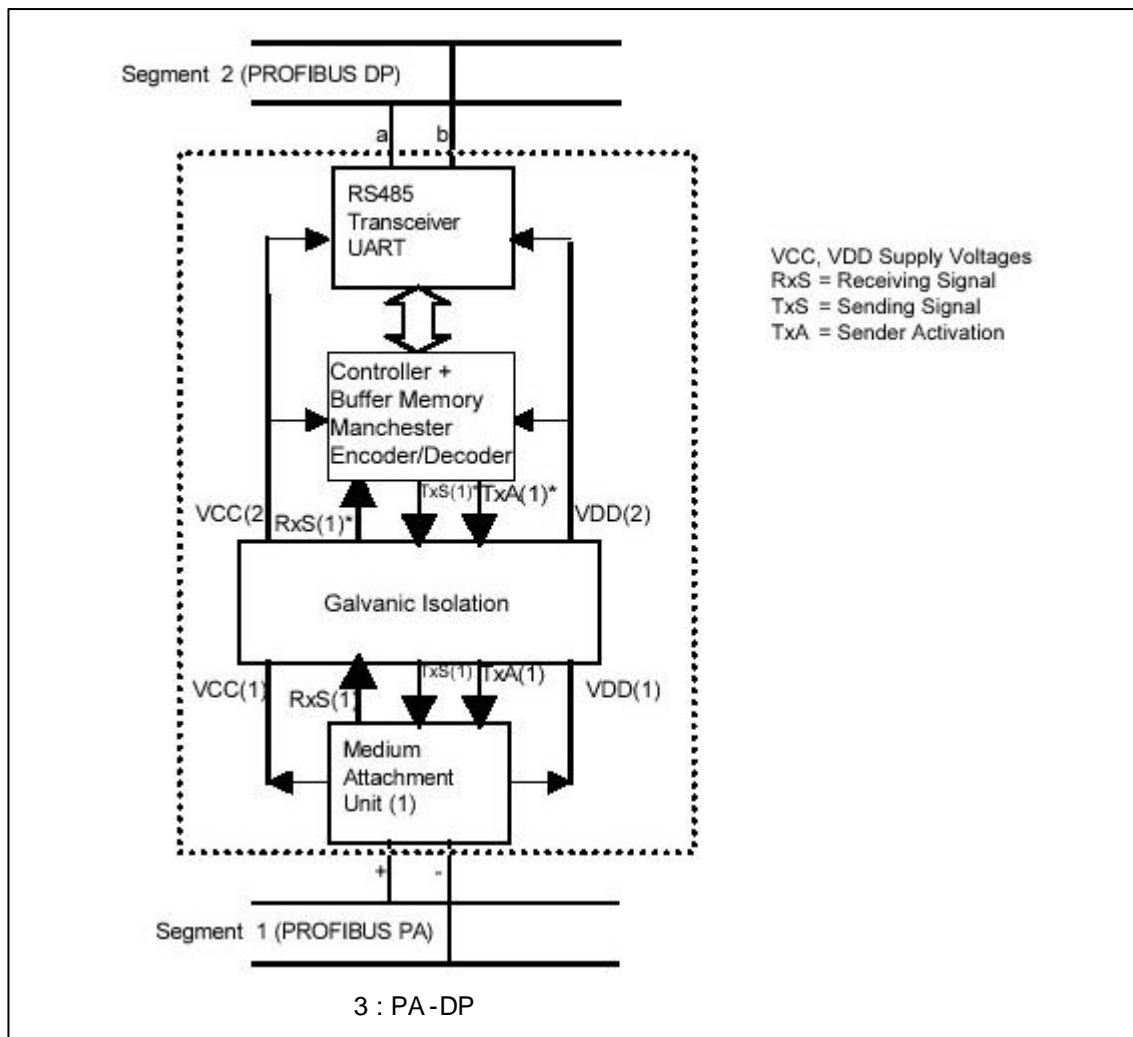 Segment 2 (PROFIBUS DP)
a
b
RS485
Transceiver
UART
VCC, VDD Supply Voltages
RxS = Receiving Signal
TxS = Sending Signal
TxA = Sender Activation
Controller +
Buffer Memory
Manchester
Encoder/Decoder
TxS(1)*
TxA(1)*
VCC(2
RxS(1)*
VDD(2)
Galvanic Isolation
TxS(1)
TxA(1)
VCC(1)
RxS(1)
VDD(1)
Medium
Attachment
Unit (1)
+
-
Segment 1 (PROFIBUS PA)
3 : PA-DP